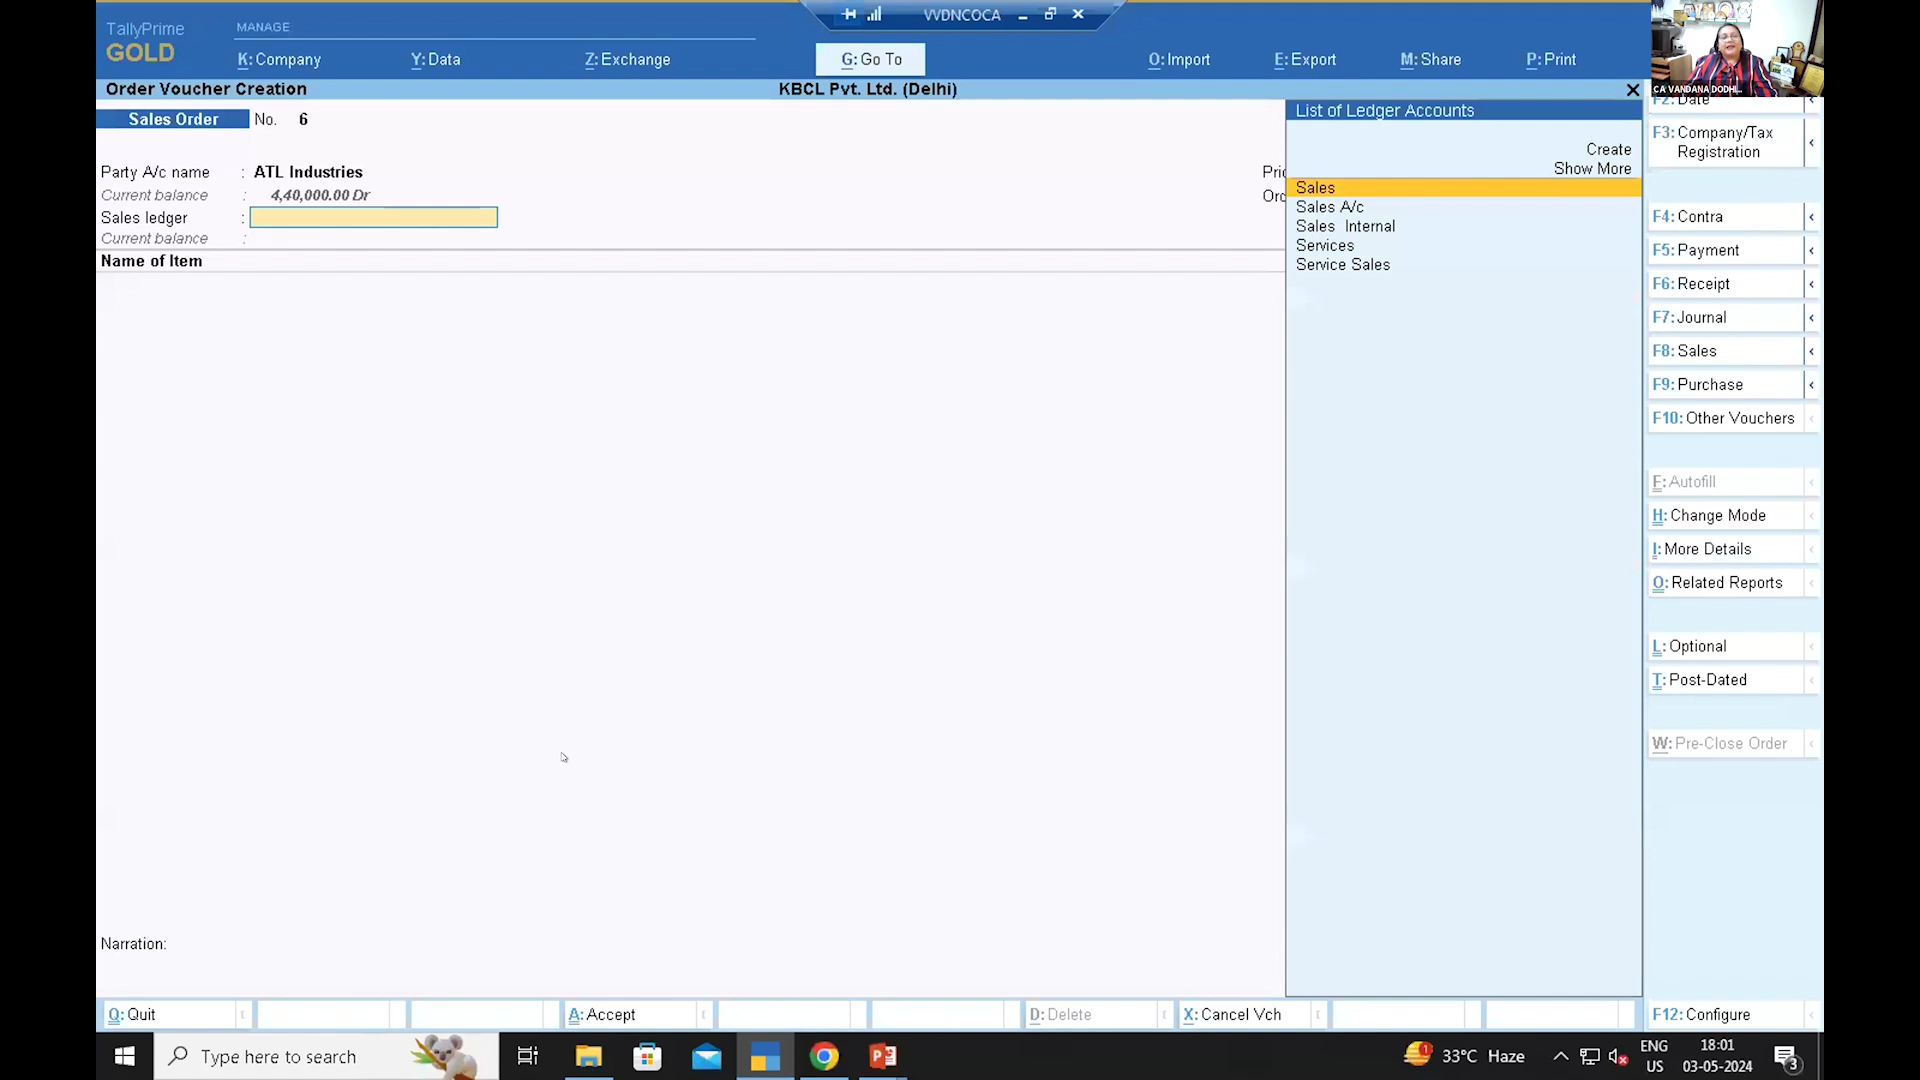 TallyPrime
GOLD
MANAGE
K: Company
Y: Data
Z: Exchange
G: Go To
O: Import
E: Export
M: Share
P: Print
VVDNCOCA
CA VANDANA DODHI...
Order Voucher Creation
KBCL Pvt. Ltd. (Delhi)
Sales Order
No. 6
Party A/c name : ATL Industries
Current balance : 4,40,000.00 Dr
Sales ledger :
Current balance :
Name of Item
Narration:
List of Ledger Accounts
Create
Show More
Sales
Sales A/c
Sales Internal
Services
Service Sales
F2: Date
F3: Company/Tax
Registration
F4: Contra
F5: Payment
F6: Receipt
F7: Journal
F8: Sales
F9: Purchase
F10: Other Vouchers
F: Autofill
H: Change Mode
I: More Details
O: Related Reports
L: Optional
T: Post-Dated
W: Pre-Close Order
Q: Quit
A: Accept
D: Delete
X: Cancel Vch
F12: Configure
Type here to search
1
33°C Haze
ENG
US
18:01
03-05-2024
3